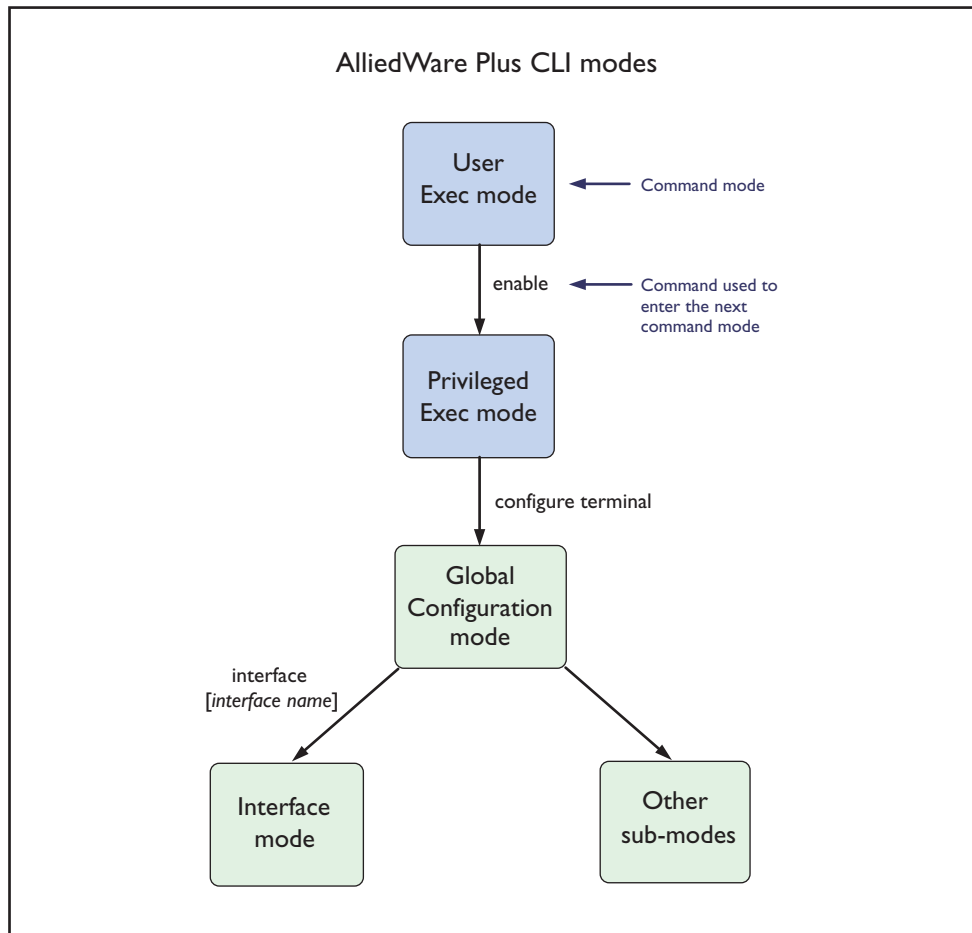 AlliedWare Plus CLI modes
User
Exec mode
Command mode
enable
Command used to
enter the next
command mode
Privileged
Exec mode
configure terminal
Global
Configuration
mode
interface
[interface name]
Interface
mode
Other
sub-modes